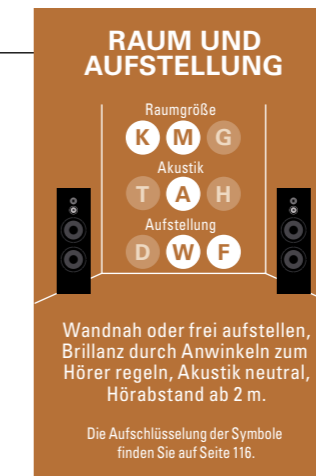 RAUM UND
AUFSTELLUNG
Raumgröße
K M G
Akustik
T A H
Aufstellung
D W F
Wandnah oder frei aufstellen,
Brillanz durch Anwinkeln zum
Hörer regeln, Akustik neutral,
Hörabstand ab 2 m.
Die Aufschlüsselung der Symbole
finden Sie auf Seite 116.